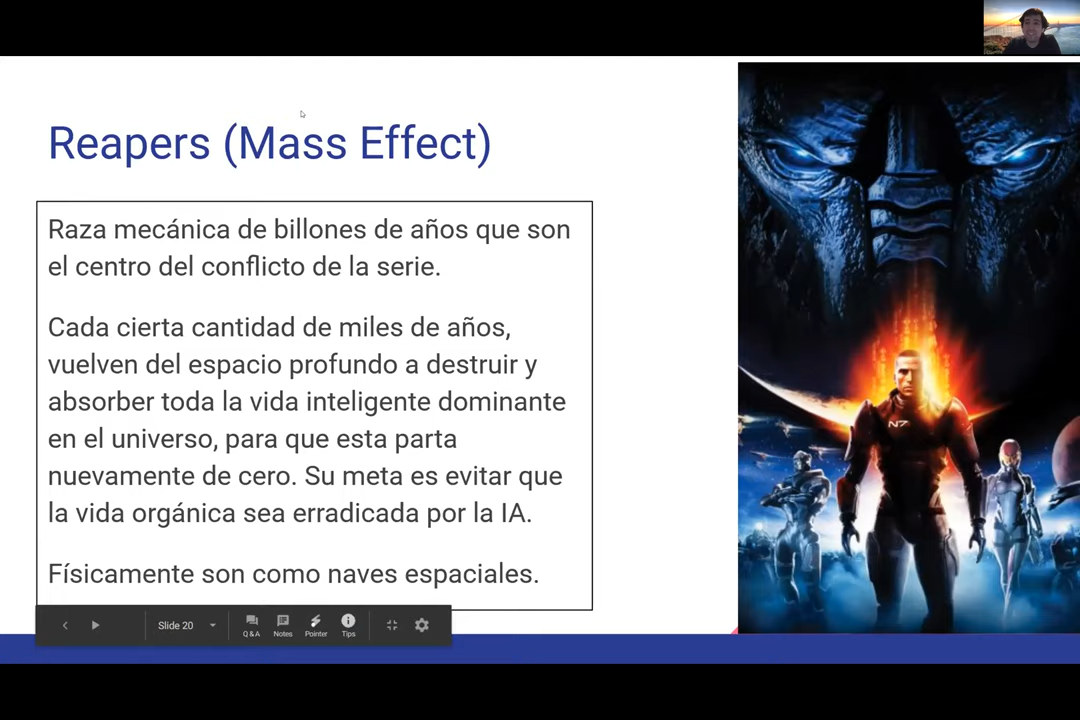 Reapers (Mass Effect)
Raza mecánica de billones de años que son
el centro del conflicto de la serie.
Cada cierta cantidad de miles de años,
vuelven del espacio profundo a destruir y
absorber toda la vida inteligente dominante
en el universo, para que esta parta
nuevamente de cero. Su meta es evitar que
la vida orgánica sea erradicada por la IA.
Físicamente son como naves espaciales.
N7
Slide 20
Q & A
Notes
Pointer
Tips